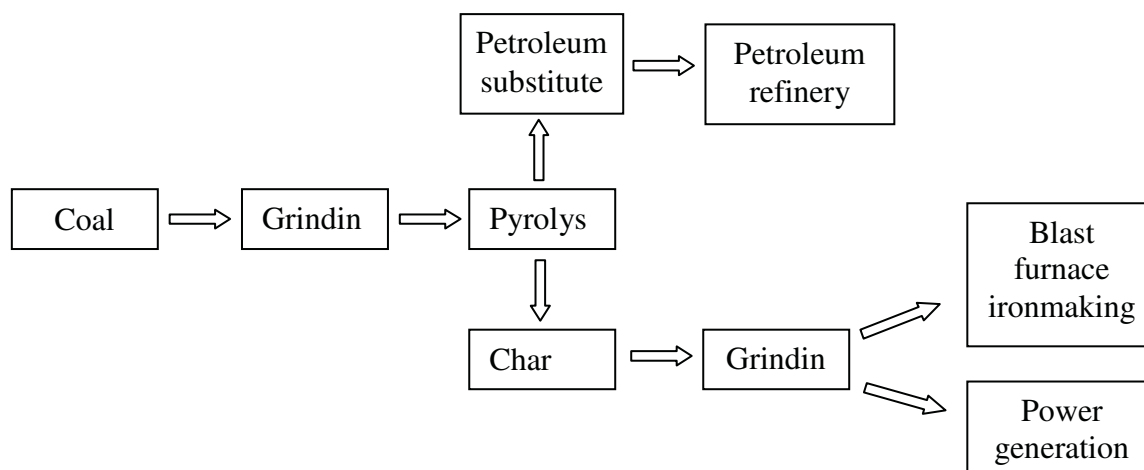 Petroleum
substitute
Petroleum
refinery
Coal
Grindin
Pyrolys
Blast
furnace
ironmaking
Char
Grindin
Power
generation